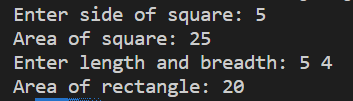 Enter side of square: 5
Area of square: 25
Enter length and breadth: 5 4
Area of rectangle: 20